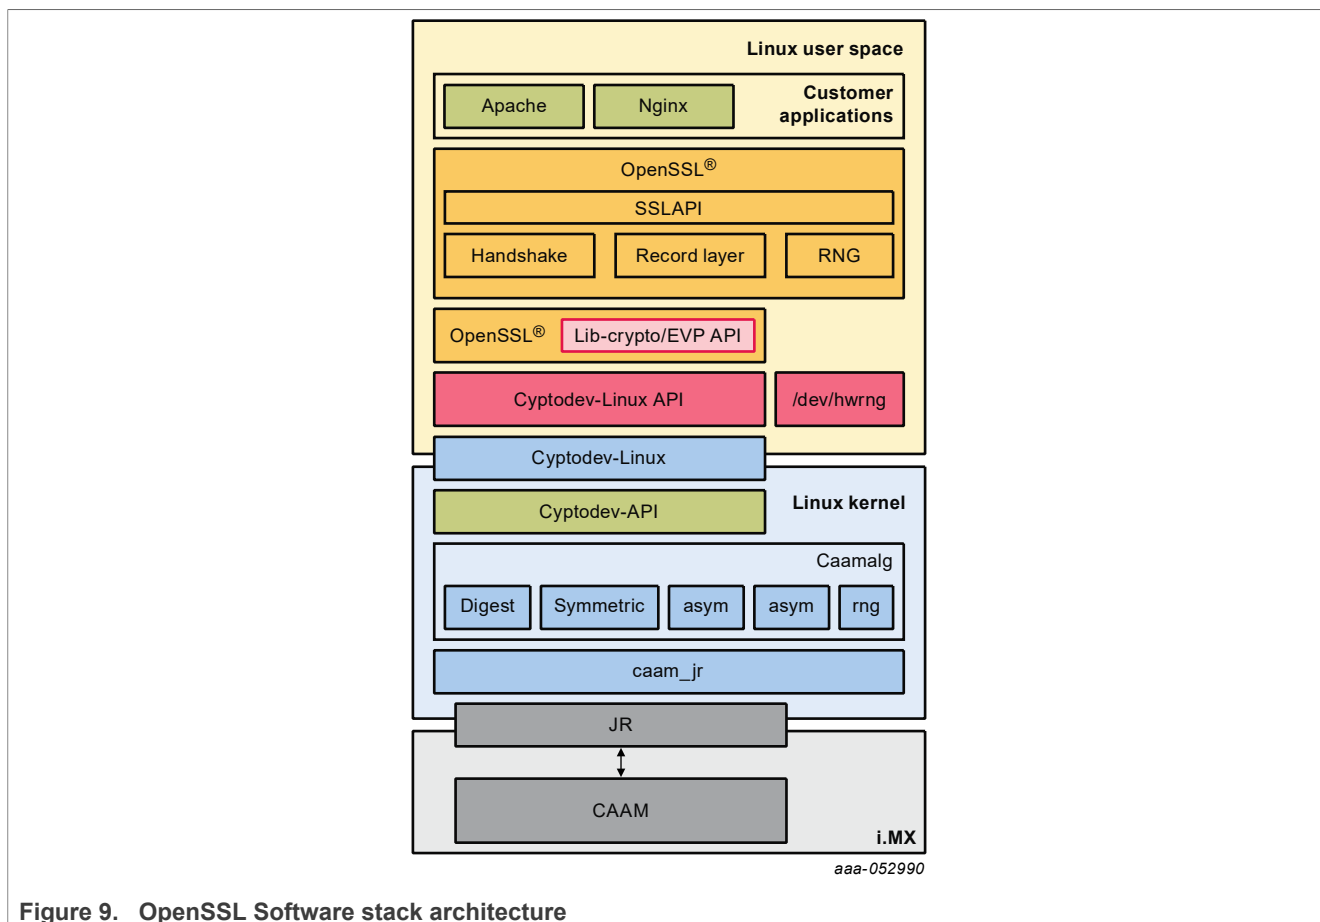 Linux user space
Customer
applications
Apache
Nginx
OpenSSL®
SSLAPI
Handshake
Record layer
RNG
OpenSSL®
Lib-crypto/EVP API
Cyptodev-Linux API
/dev/hwrng
Cyptodev-Linux
Linux kernel
Cyptodev-API
Caamalg
Digest
Symmetric
asym
asym
rng
caam_jr
JR
CAAM
i.MX
aaa-052990
Figure 9. OpenSSL Software stack architecture